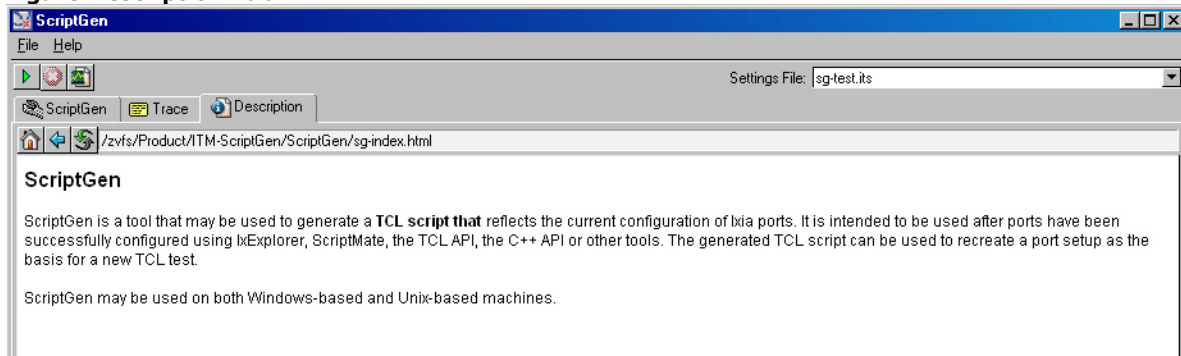 ScriptGen
File Help
Settings File: sg-test.its
ScriptGen Trace Description
/zvfs/Product/ITM-ScriptGen/ScriptGen/sg-index.html
ScriptGen
ScriptGen is a tool that may be used to generate a TCL script that reflects the current configuration of Ixia ports. It is intended to be used after ports have been
successfully configured using IxExplorer, ScriptMate, the TCL API, the C++ API or other tools. The generated TCL script can be used to recreate a port setup as the
basis for a new TCL test.
ScriptGen may be used on both Windows-based and Unix-based machines.